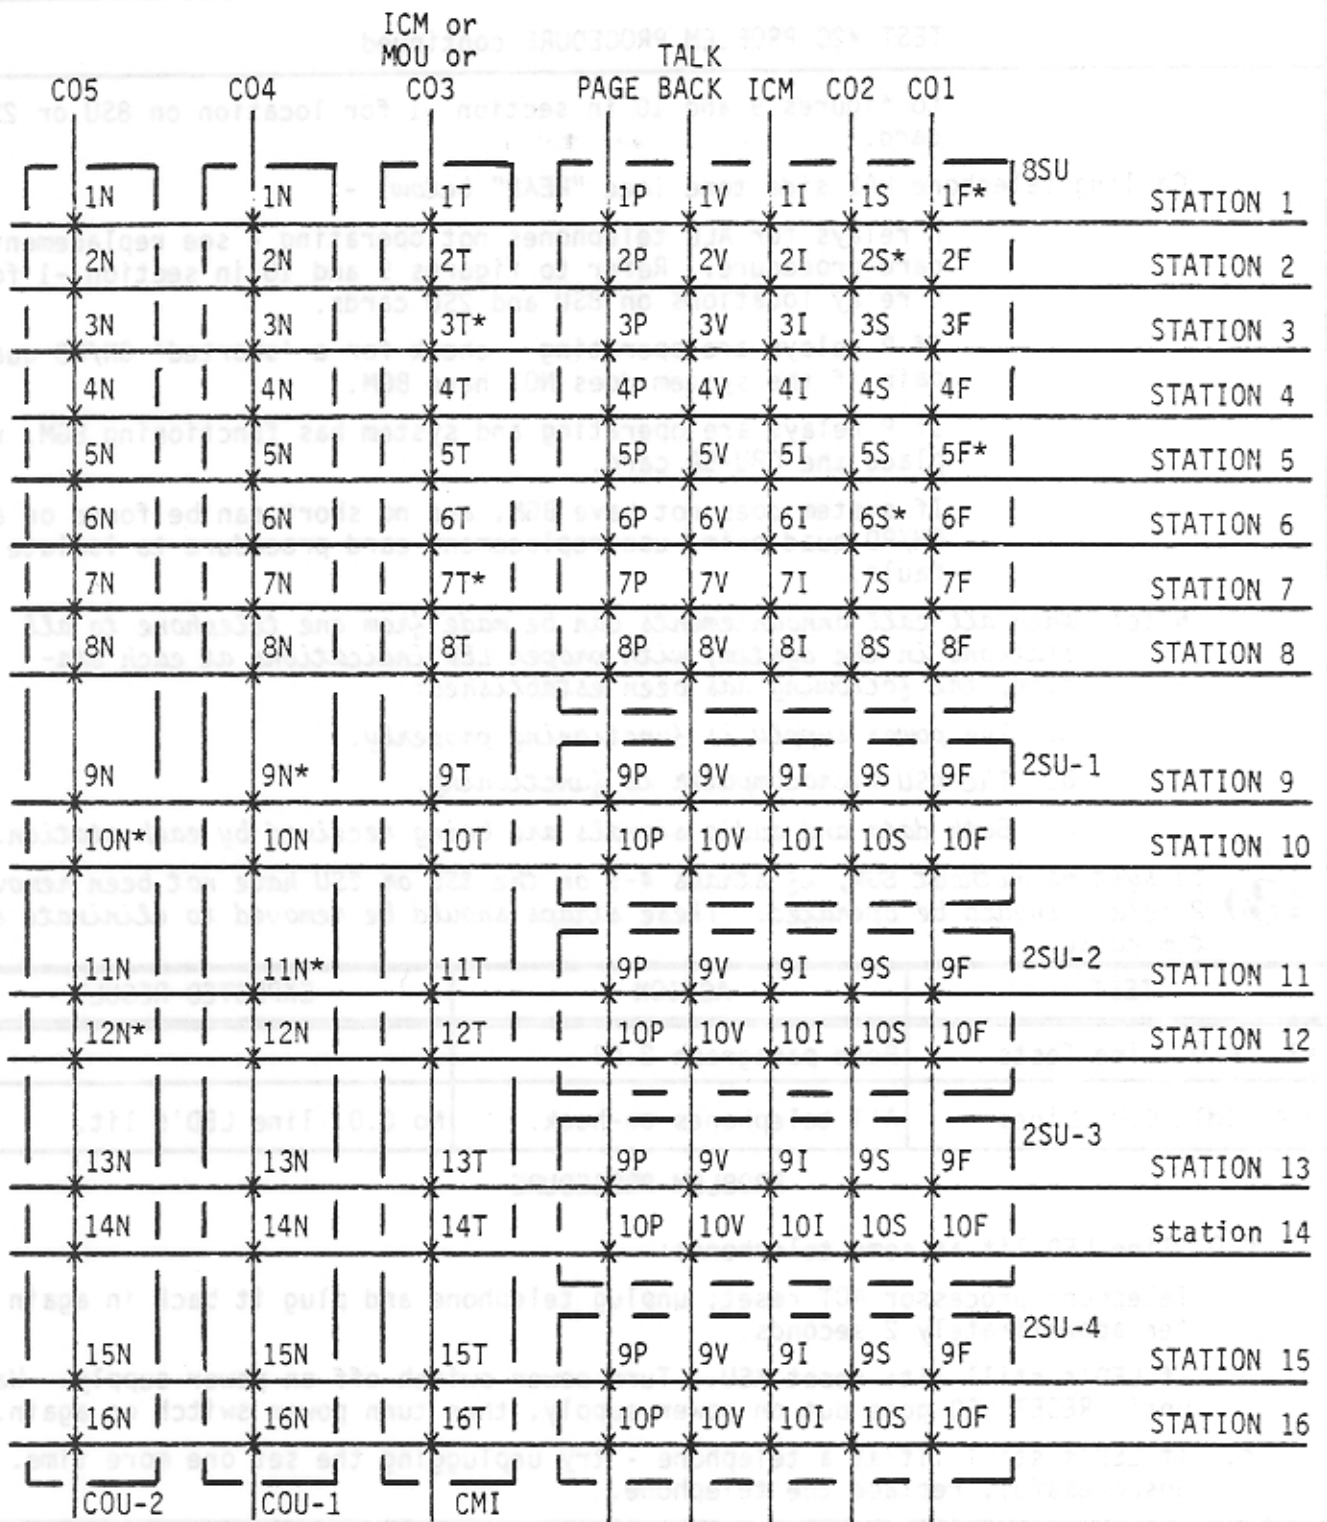 ICM or
MOU or TALK
CO5 CO4 CO3 PAGE BACK ICM CO2 CO1
8SU
1N 1N 1T 1P 1V 1I 1S 1F* STATION 1
2N 2N 2T 2P 2V 2I 2S* 2F STATION 2
3N 3N 3T* 3P 3V 3I 3S 3F STATION 3
4N 4N 4T 4P 4V 4I 4S 4F STATION 4
5N 5N 5T 5P 5V 5I 5S 5F* STATION 5
6N 6N 6T 6P 6V 6I 6S* 6F STATION 6
7N 7N 7T* 7P 7V 7I 7S 7F STATION 7
8N 8N 8T 8P 8V 8I 8S 8F STATION 8
2SU-1
9N 9N* 9T 9P 9V 9I 9S 9F STATION 9
10N* 10N 10T 10P 10V 10I 10S 10F STATION 10
2SU-2
11N 11N* 11T 9P 9V 9I 9S 9F STATION 11
12N* 12N 12T 10P 10V 10I 10S 10F STATION 12
2SU-3
13N 13N 13T 9P 9V 9I 9S 9F STATION 13
14N 14N 14T 10P 10V 10I 10S 10F station 14
2SU-4
15N 15N 15T 9P 9V 9I 9S 9F STATION 15
16N 16N 16T 10P 10V 10I 10S 10F STATION 16
COU-2 COU-1 CMI